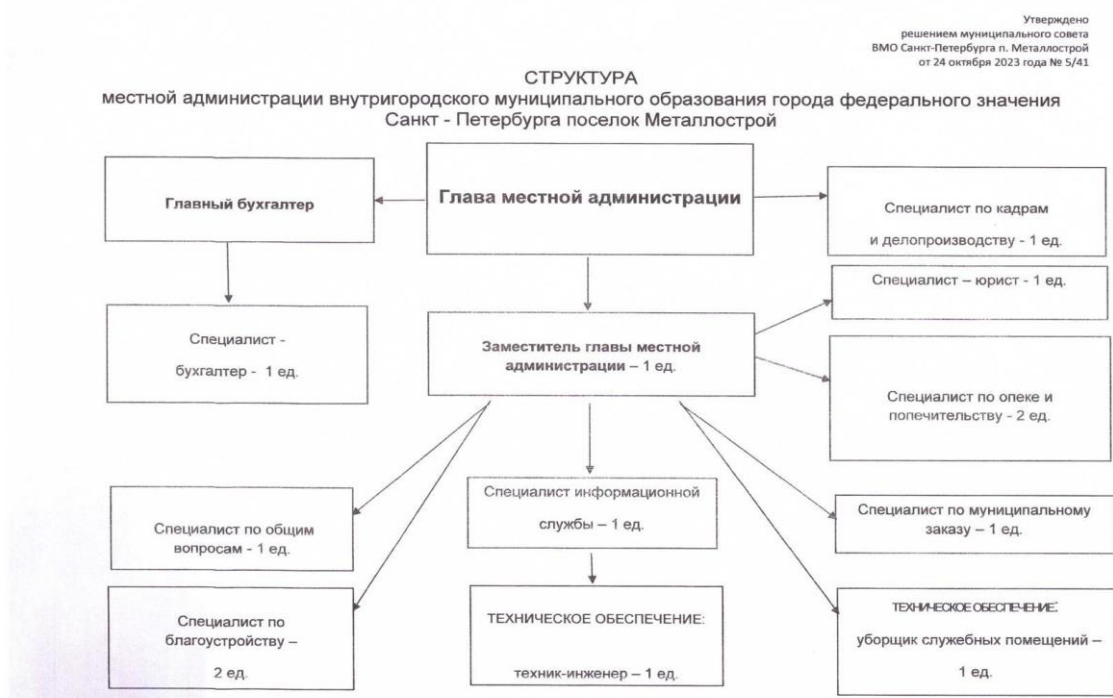 Утверждено
решением муниципального совета
ВМО Санкт-Петербурга п. Металлострой
от 24 октября 2023 года № 5/41
СТРУКТУРА
местной администрации внутригородского муниципального образования города федерального значения
Санкт - Петербурга поселок Металлострой
Главный бухгалтер
Глава местной администрации
Специалист по кадрам
и делопроизводству - 1 ед.
Специалист – юрист - 1 ед.
Специалист -
бухгалтер - 1 ед.
Заместитель главы местной
администрации – 1 ед.
Специалист по опеке и
попечительству - 2 ед.
Специалист по общим
вопросам - 1 ед.
Специалист информационной
службы – 1 ед.
Специалист по муниципальному
заказу – 1 ед.
Специалист по
благоустройству –
2 ед.
ТЕХНИЧЕСКОЕ ОБЕСПЕЧЕНИЕ:
техник-инженер – 1 ед.
ТЕХНИЧЕСКОЕ ОБЕСПЕЧЕНИЕ:
уборщик служебных помещений –
1 ед.